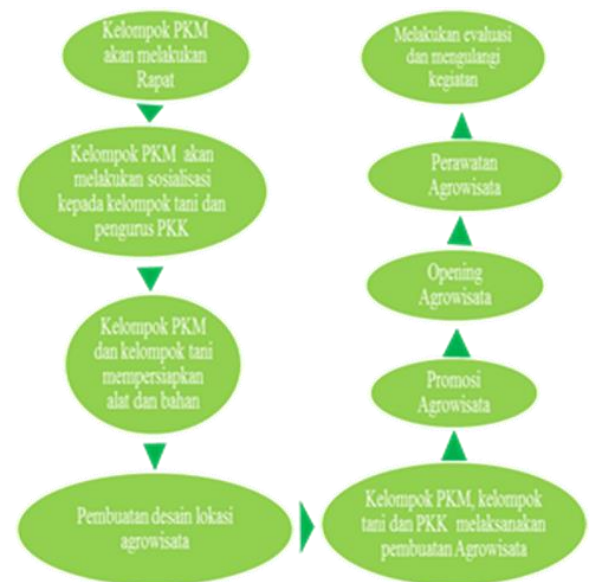 Kelompok PKM
akan melakukan
Rapat
Kelompok PKM akan
melakukan sosialisasi
kepada kelompok tani dan
pengurus PKK
Kelompok PKM
dan kelompok tani
mempersiapkan
alat dan bahan
Pembuatan desain lokasi
agrowisata
Kelompok PKM, kelompok
tani dan PKK melaksanakan
pembuatan Agrowisata
Promosi
Agrowisata
Opening
Agrowisata
Perawatan
Agrowisata
Melakukan evaluasi
dan mengulangi
kegiatan